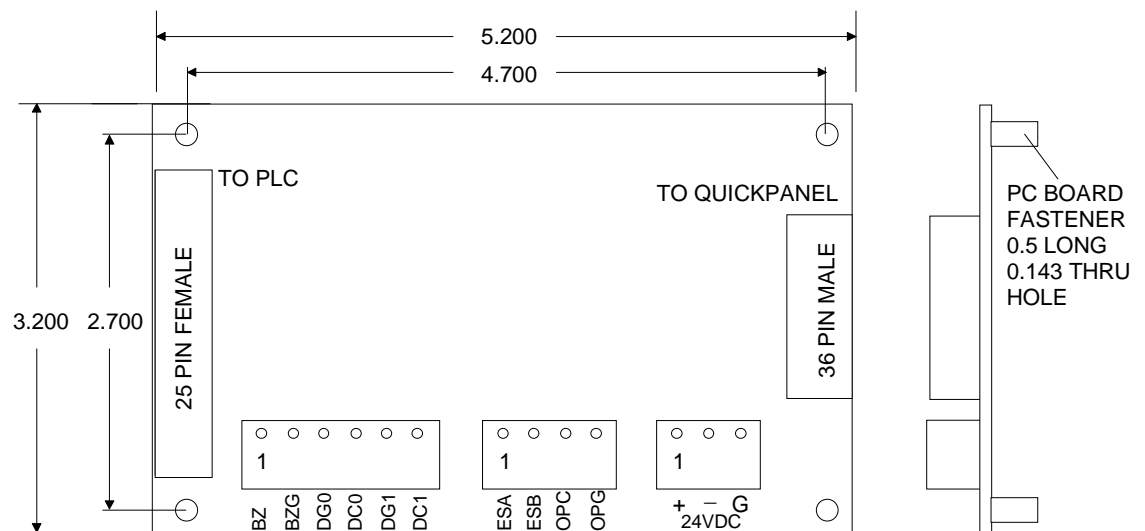 5.200
4.700
TO PLC
TO QUICKPANEL
PC BOARD
FASTENER
0.5 LONG
0.143 THRU
HOLE
3.200
2.700
25 PIN FEMALE
36 PIN MALE
1
BZ
BZG
DG0
DC0
DG1
DC1
1
ESA
ESB
OPC
OPG
1
+ – G
24VDC